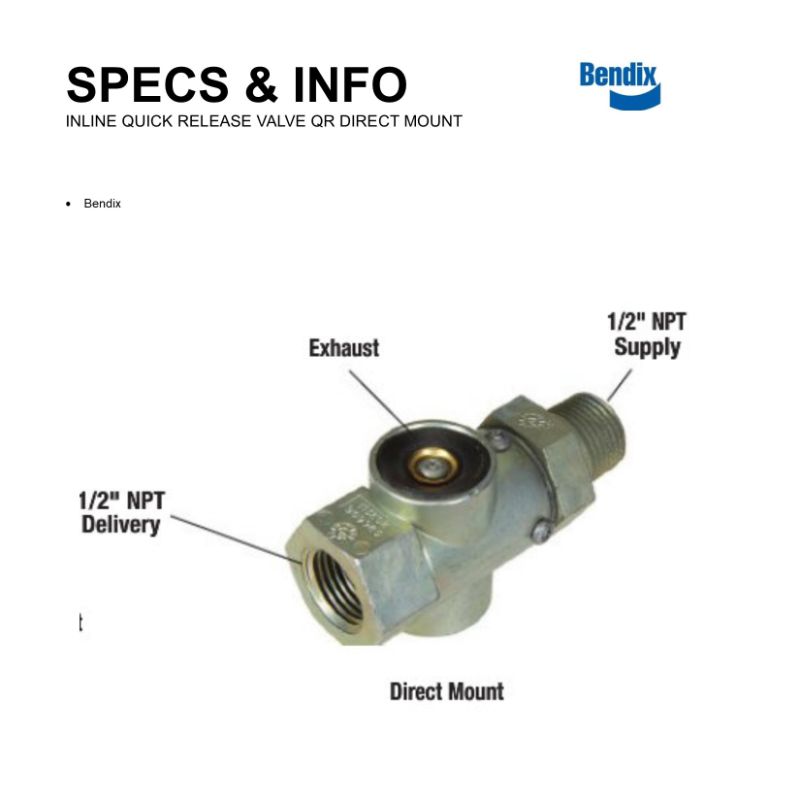 SPECS & INFO
Bendix
INLINE QUICK RELEASE VALVE QR DIRECT MOUNT
• Bendix
1/2" NPT
Supply
Exhaust
1/2" NPT
Delivery
t
Direct Mount